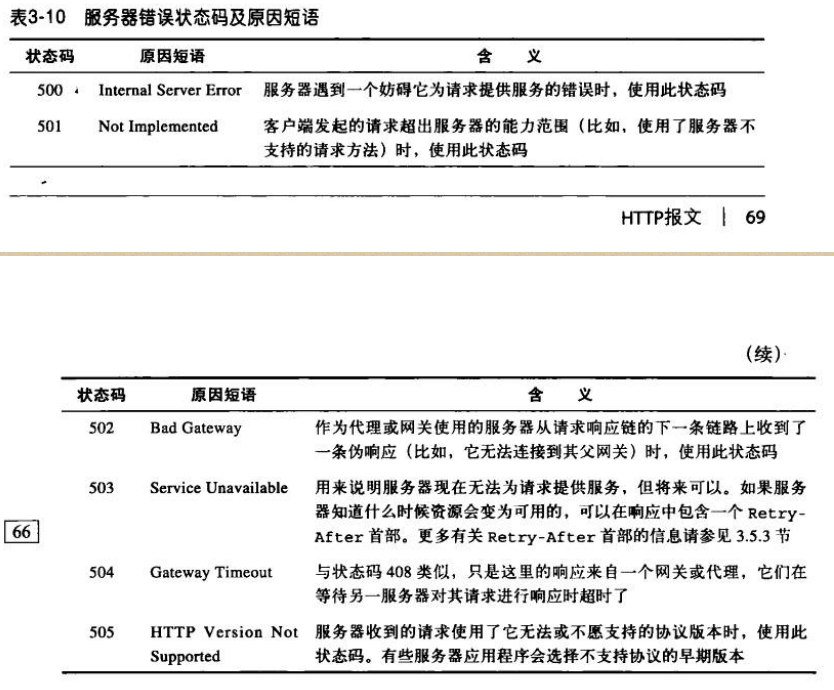 表3-10 服务器错误状态码及原因短语
状态码 原因短语 含 义
500 Internal Server Error 服务器遇到一个妨碍它为请求提供服务的错误时，使用此状态码
501 Not Implemented 客户端发起的请求超出服务器的能力范围（比如，使用了服务器不
支持的请求方法）时，使用此状态码
HTTP报文 | 69
（续）
状态码 原因短语 含 义
502 Bad Gateway 作为代理或网关使用的服务器从请求响应链的下一条链路上收到了
一条伪响应（比如，它无法连接到其父网关）时，使用此状态码
503 Service Unavailable 用来说明服务器现在无法为请求提供服务，但将来可以。如果服务
器知道什么时候资源会变为可用的，可以在响应中包含一个 Retry-
66 After 首部。更多有关 Retry-After 首部的信息请参见 3.5.3 节
504 Gateway Timeout 与状态码 408 类似，只是这里的响应来自一个网关或代理，它们在
等待另一服务器对其请求进行响应时超时了
505 HTTP Version Not 服务器收到的请求使用了它无法或不愿支持的协议版本时，使用此
Supported 状态码。有些服务器应用程序会选择不支持协议的早期版本